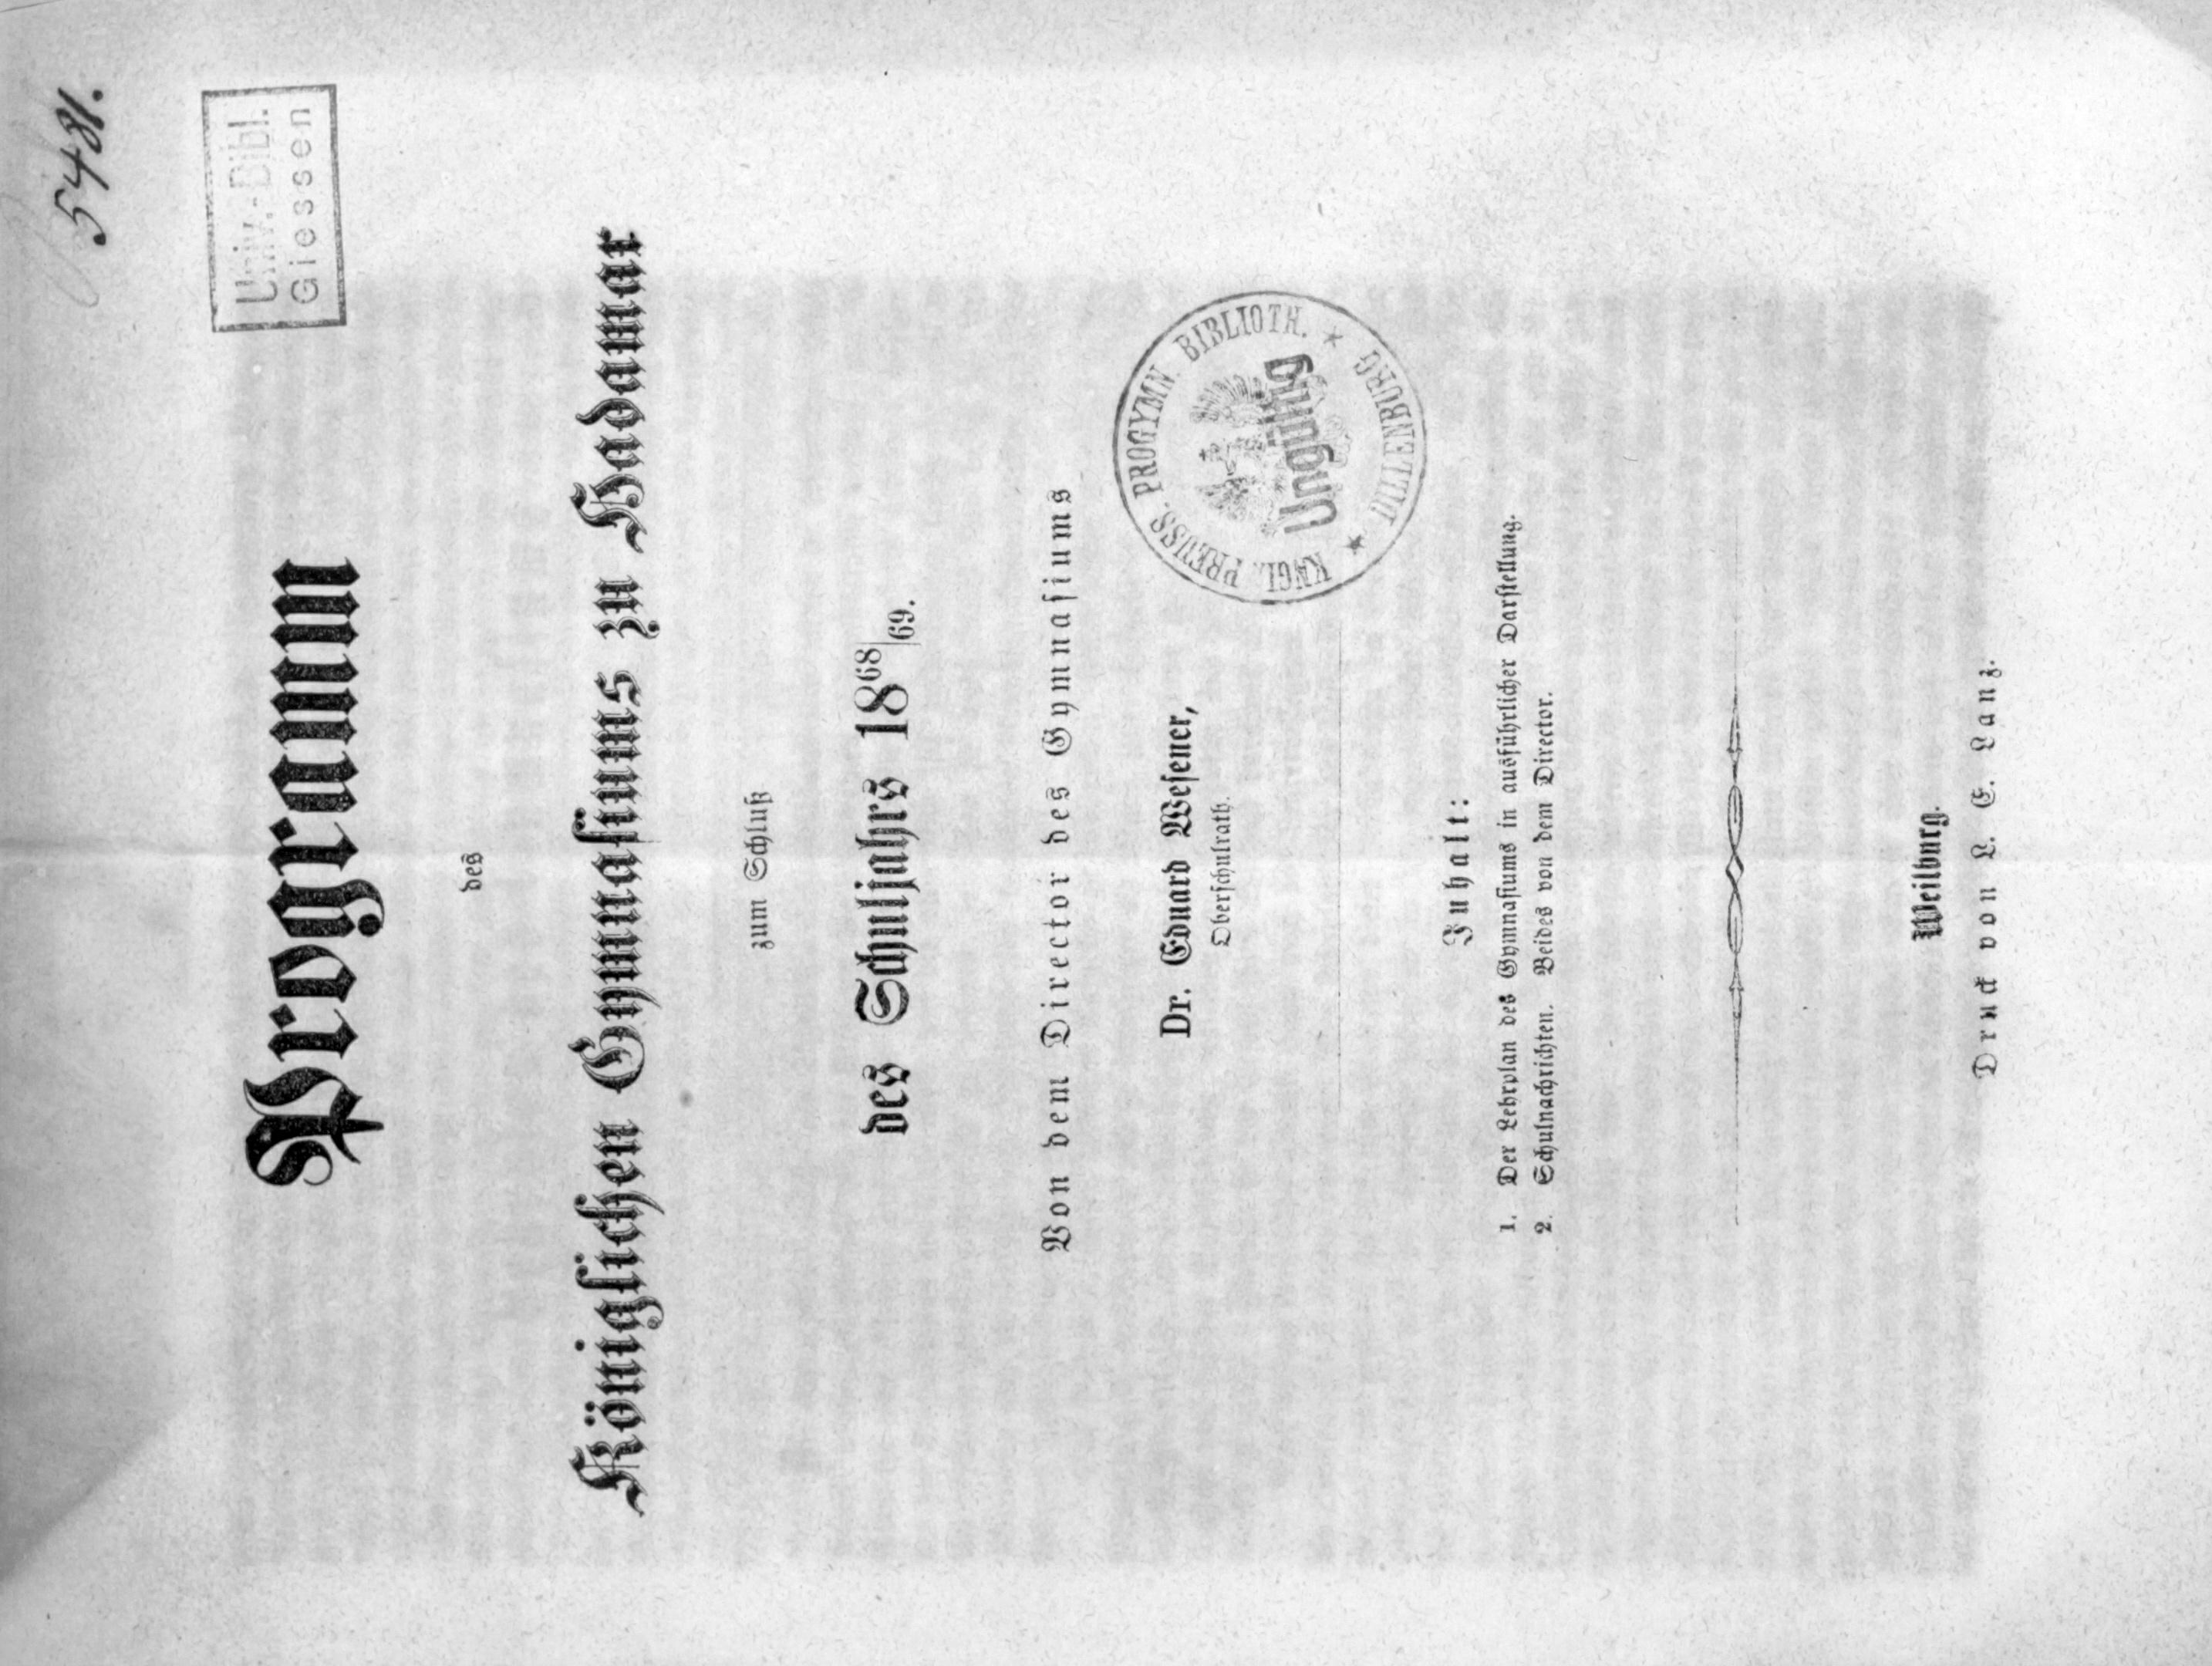 5481.
Univ.-Bibl.
Giessen
Programm
des
Königlichen Gymnasiums zu Hadamar
zum Schluß
des Schuljahrs 1868/69.
Von dem Director des Gymnasiums
Dr. Eduard Wesener,
Oberschulrath.
KNGL. PREUSS. PROGYMN. BIBLIOTH.
DILLENBURG
Ungültig
Inhalt:
1. Der Lehrplan des Gymnasiums in ausführlicher Darstellung.
2. Schulnachrichten. Beides von dem Director.
Weilburg.
Druck von L. E. Lanz.